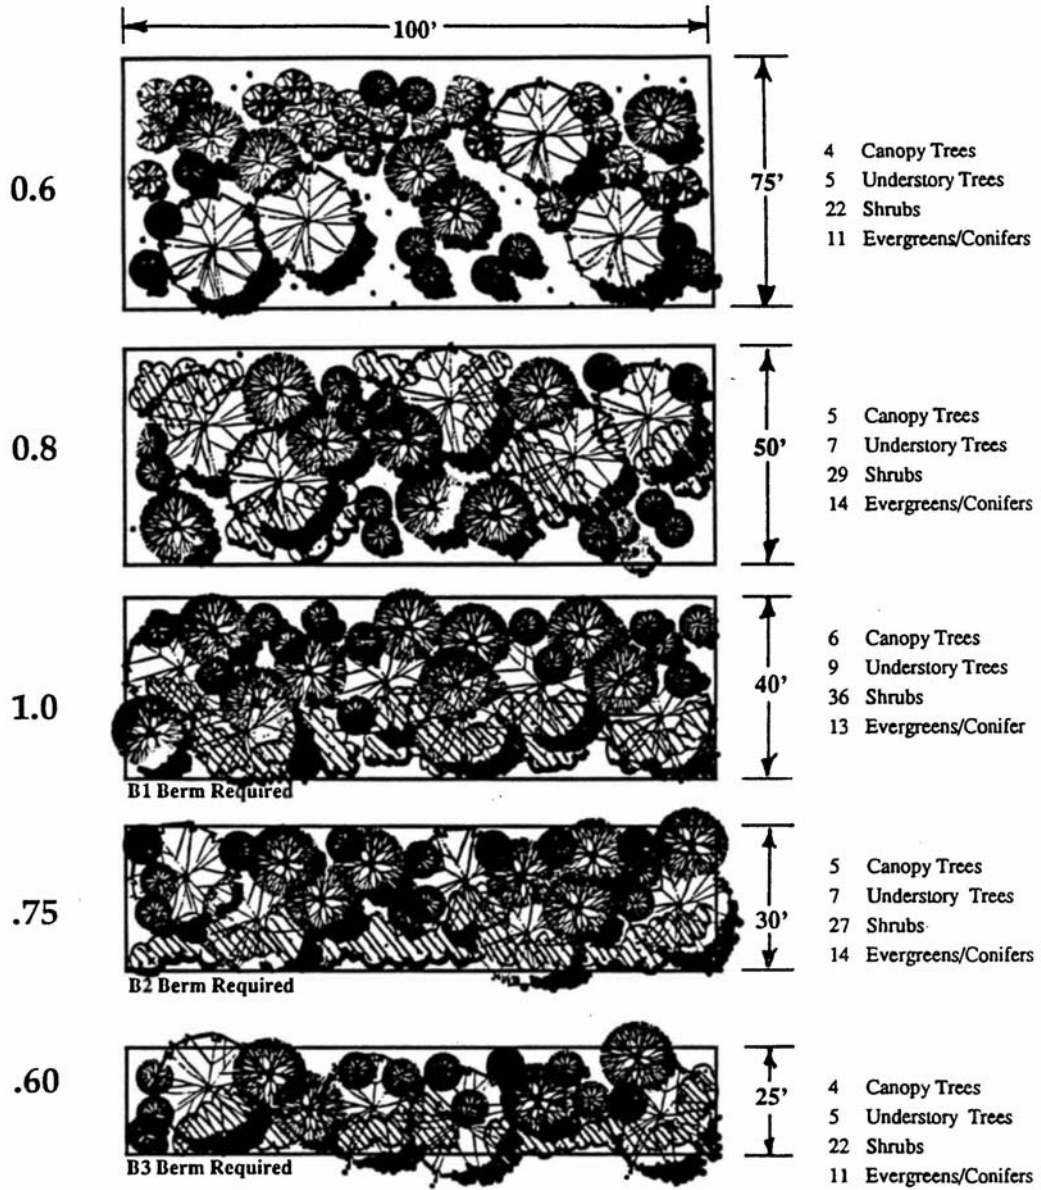 100'
0.6
75'
4 Canopy Trees
5 Understory Trees
22 Shrubs
11 Evergreens/Conifers
0.8
50'
5 Canopy Trees
7 Understory Trees
29 Shrubs
14 Evergreens/Conifers
1.0
40'
6 Canopy Trees
9 Understory Trees
36 Shrubs
13 Evergreens/Conifer
B1 Berm Required
.75
30'
5 Canopy Trees
7 Understory Trees
27 Shrubs
14 Evergreens/Conifers
B2 Berm Required
.60
25'
4 Canopy Trees
5 Understory Trees
22 Shrubs
11 Evergreens/Conifers
B3 Berm Required